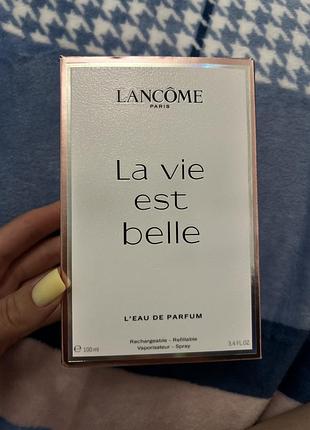 LANCÔME
PARIS
La vie
est
belle
L'EAU DE PARFUM
Rechargeable - Refillable
Vaporisateur - Spray
℮ 100 ml
3.4 FL.OZ.